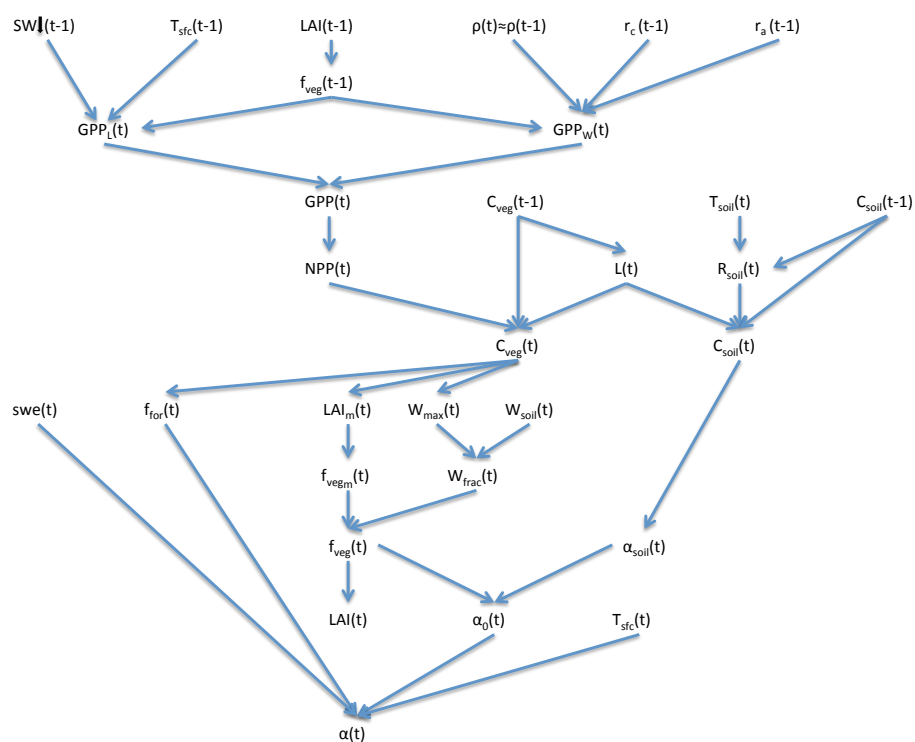 SW↓(t-1) T_sfc(t-1) LAI(t-1) ρ(t)≈ρ(t-1) r_c(t-1) r_a(t-1)
f_veg(t-1)
GPP_L(t) GPP_W(t)
GPP(t) C_veg(t-1) T_soil(t) C_soil(t-1)
NPP(t) L(t) R_soil(t)
C_veg(t) C_soil(t)
swe(t) f_for(t) LAI_m(t) W_max(t) W_soil(t)
f_veg_m(t) W_frac(t)
f_veg(t) α_soil(t)
LAI(t) α_0(t) T_sfc(t)
α(t)